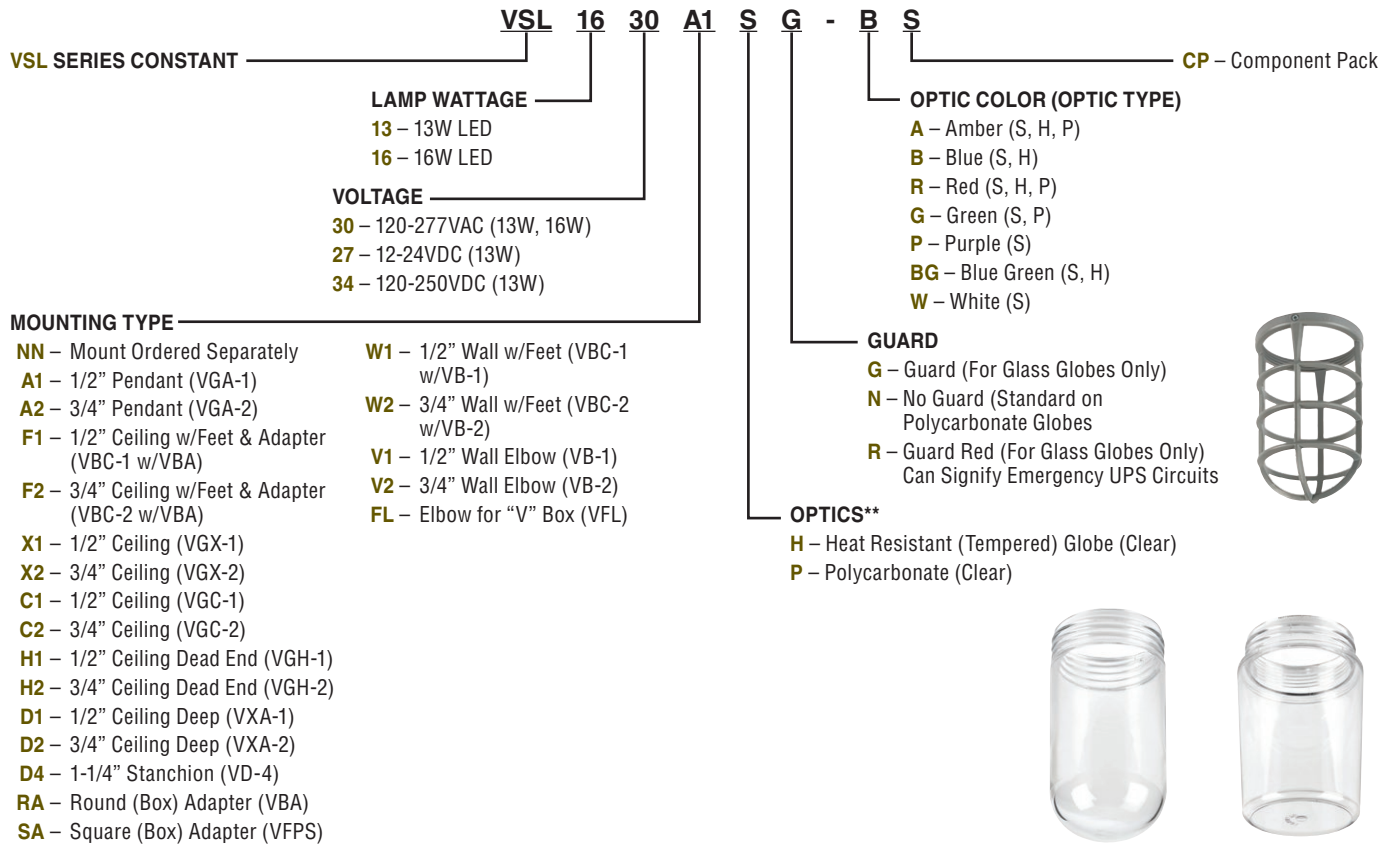 VSL 16 30 A1 S G - B S
VSL SERIES CONSTANT
CP – Component Pack
LAMP WATTAGE
13 – 13W LED
16 – 16W LED
VOLTAGE
30 – 120-277VAC (13W, 16W)
27 – 12-24VDC (13W)
34 – 120-250VDC (13W)
MOUNTING TYPE
NN – Mount Ordered Separately
A1 – 1/2” Pendant (VGA-1)
A2 – 3/4” Pendant (VGA-2)
F1 – 1/2” Ceiling w/Feet & Adapter
(VBC-1 w/VBA)
F2 – 3/4” Ceiling w/Feet & Adapter
(VBC-2 w/VBA)
X1 – 1/2” Ceiling (VGX-1)
X2 – 3/4” Ceiling (VGX-2)
C1 – 1/2” Ceiling (VGC-1)
C2 – 3/4” Ceiling (VGC-2)
H1 – 1/2” Ceiling Dead End (VGH-1)
H2 – 3/4” Ceiling Dead End (VGH-2)
D1 – 1/2” Ceiling Deep (VXA-1)
D2 – 3/4” Ceiling Deep (VXA-2)
D4 – 1-1/4” Stanchion (VD-4)
RA – Round (Box) Adapter (VBA)
SA – Square (Box) Adapter (VFPS)
W1 – 1/2” Wall w/Feet (VBC-1
w/VB-1)
W2 – 3/4” Wall w/Feet (VBC-2
w/VB-2)
V1 – 1/2” Wall Elbow (VB-1)
V2 – 3/4” Wall Elbow (VB-2)
FL – Elbow for “V” Box (VFL)
OPTIC COLOR (OPTIC TYPE)
A – Amber (S, H, P)
B – Blue (S, H)
R – Red (S, H, P)
G – Green (S, P)
P – Purple (S)
BG – Blue Green (S, H)
W – White (S)
GUARD
G – Guard (For Glass Globes Only)
N – No Guard (Standard on
Polycarbonate Globes
R – Guard Red (For Glass Globes Only)
Can Signify Emergency UPS Circuits
OPTICS**
H – Heat Resistant (Tempered) Globe (Clear)
P – Polycarbonate (Clear)